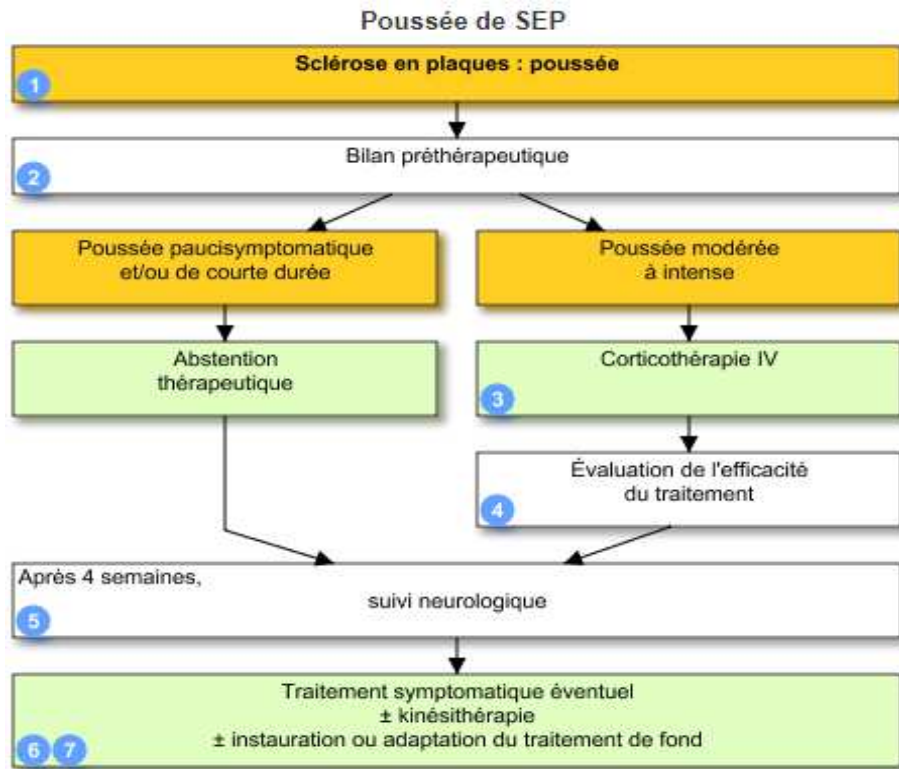 Poussée de SEP
Sclérose en plaques : poussée
1
Bilan préthérapeutique
2
Poussée paucisymptomatique
et/ou de courte durée
Poussée modérée
à intense
Abstention
thérapeutique
Corticothérapie IV
3
Évaluation de l'efficacité
du traitement
4
Après 4 semaines,
suivi neurologique
5
Traitement symptomatique éventuel
± kinésithérapie
± instauration ou adaptation du traitement de fond
6 7